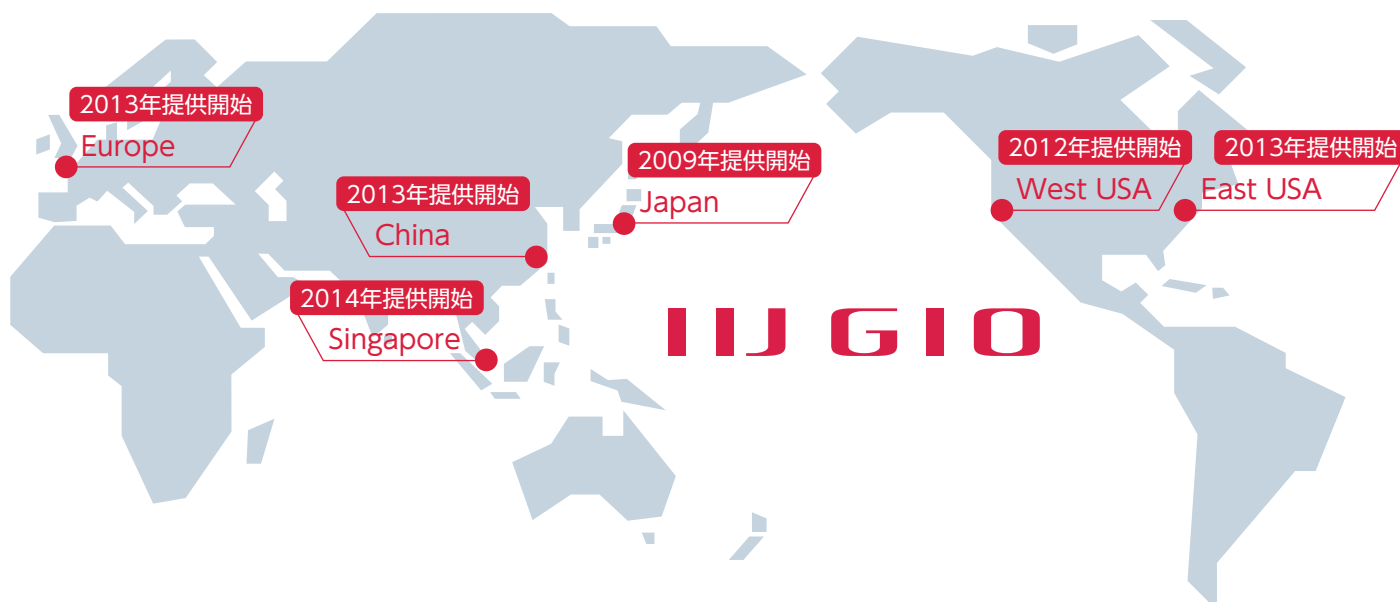 2013年提供開始
Europe
2013年提供開始
China
2014年提供開始
Singapore
2009年提供開始
Japan
2012年提供開始
West USA
2013年提供開始
East USA
IIJ GIO